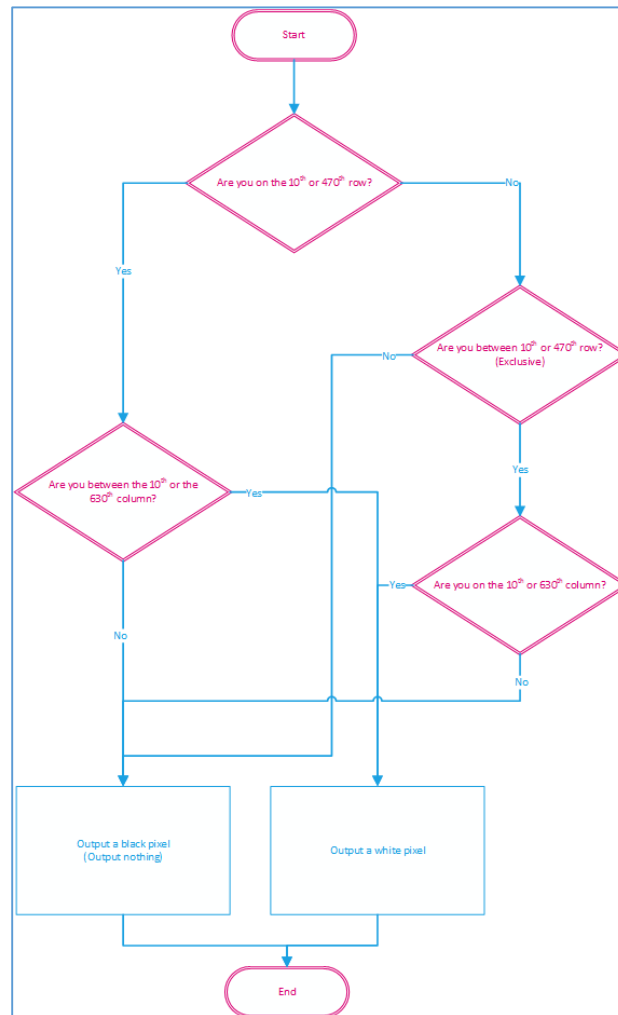 Start
Are you on the 10th or 470th row?
No
Yes
Are you between 10th or 470th row?
(Exclusive)
No
Yes
Are you between the 10th or the
630th column?
Yes
Are you on the 10th or 630th column?
Yes
No
No
Output a black pixel
(Output nothing)
Output a white pixel
End